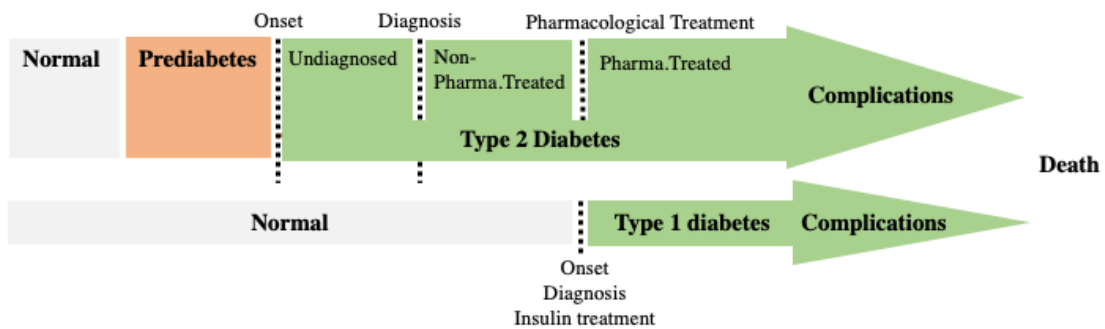 Onset
Diagnosis
Pharmacological Treatment
Normal
Prediabetes
Undiagnosed
Non-
Pharma.Treated
Pharma.Treated
Complications
Type 2 Diabetes
Death
Normal
Type 1 diabetes
Complications
Onset
Diagnosis
Insulin treatment